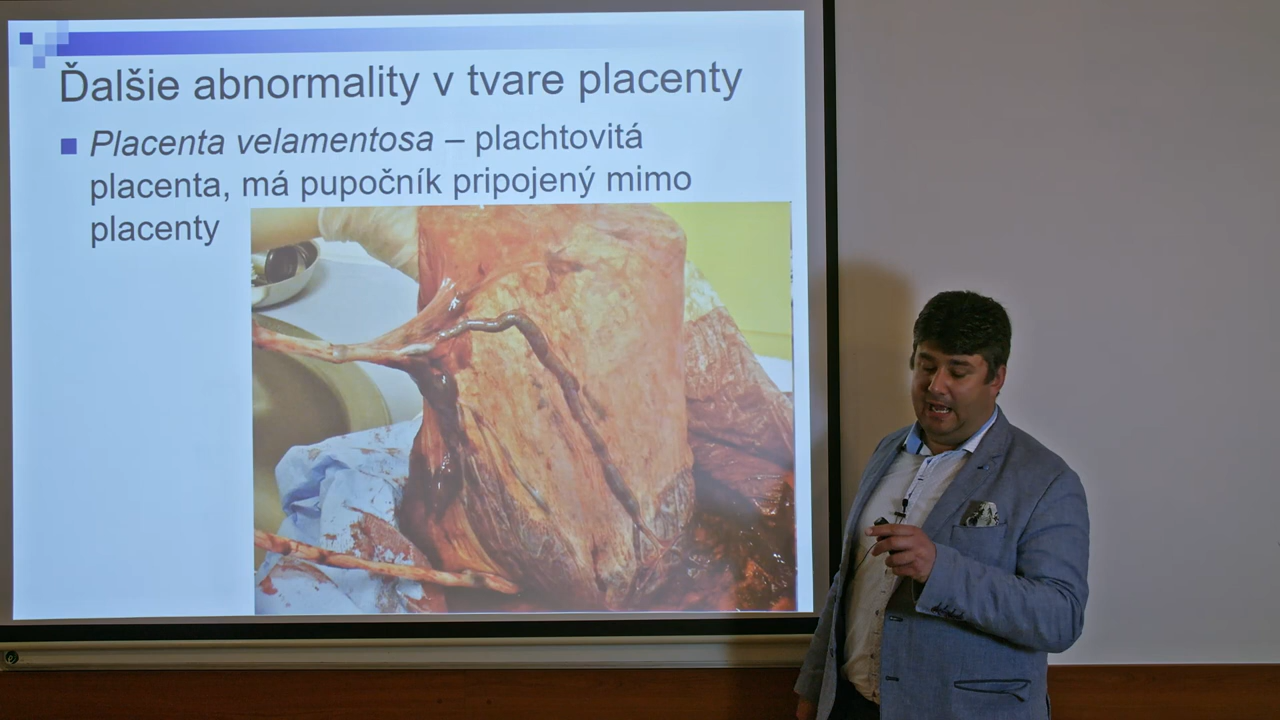 Ďalšie abnormality v tvare placenty
Placenta velamentosa – plachtovitá
placenta, má pupočník pripojený mimo
placenty